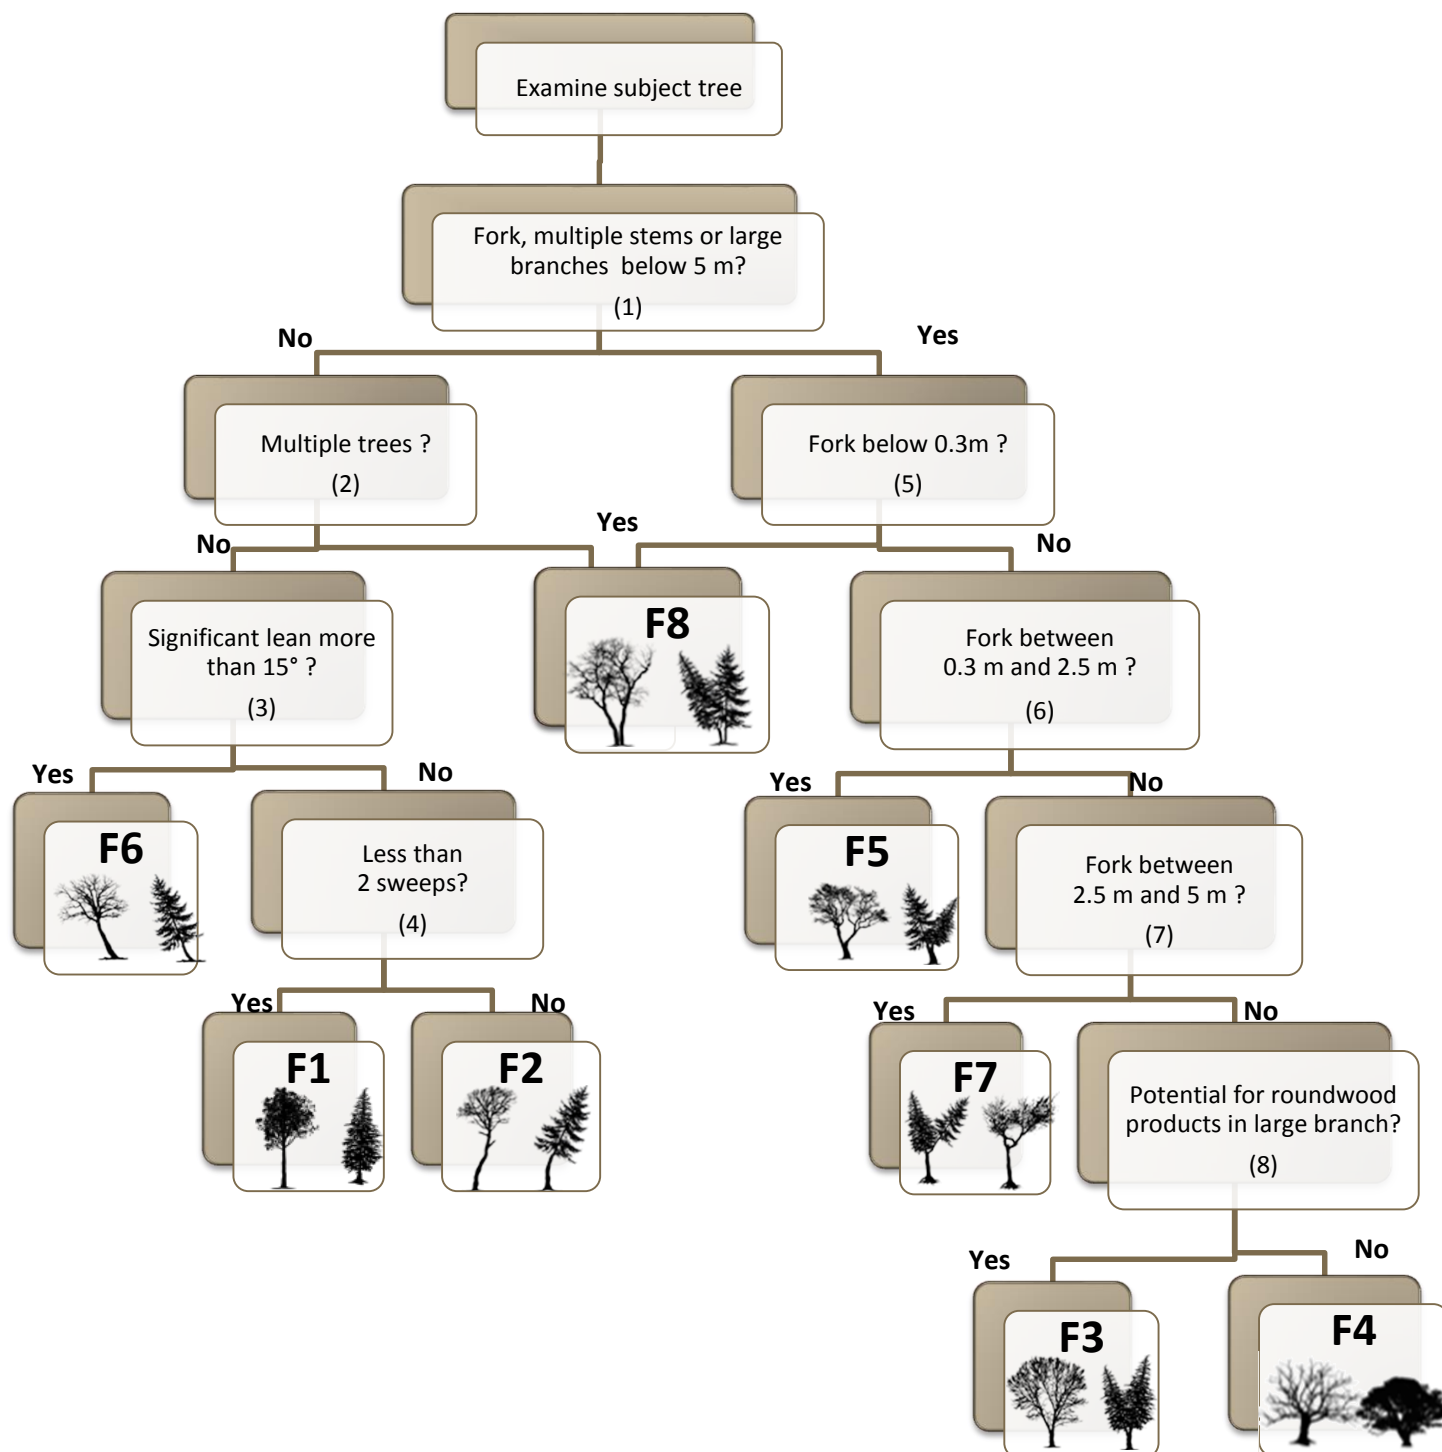 Examine subject tree
Fork, multiple stems or large
branches below 5 m?
(1)
No
Yes
Multiple trees ?
(2)
Fork below 0.3m ?
(5)
No
Yes
No
Significant lean more
than 15° ?
(3)
F8
Fork between
0.3 m and 2.5 m ?
(6)
Yes
No
Yes
No
F6
Less than
2 sweeps?
(4)
F5
Fork between
2.5 m and 5 m ?
(7)
Yes
No
Yes
No
F1
F2
F7
Potential for roundwood
products in large branch?
(8)
Yes
No
F3
F4